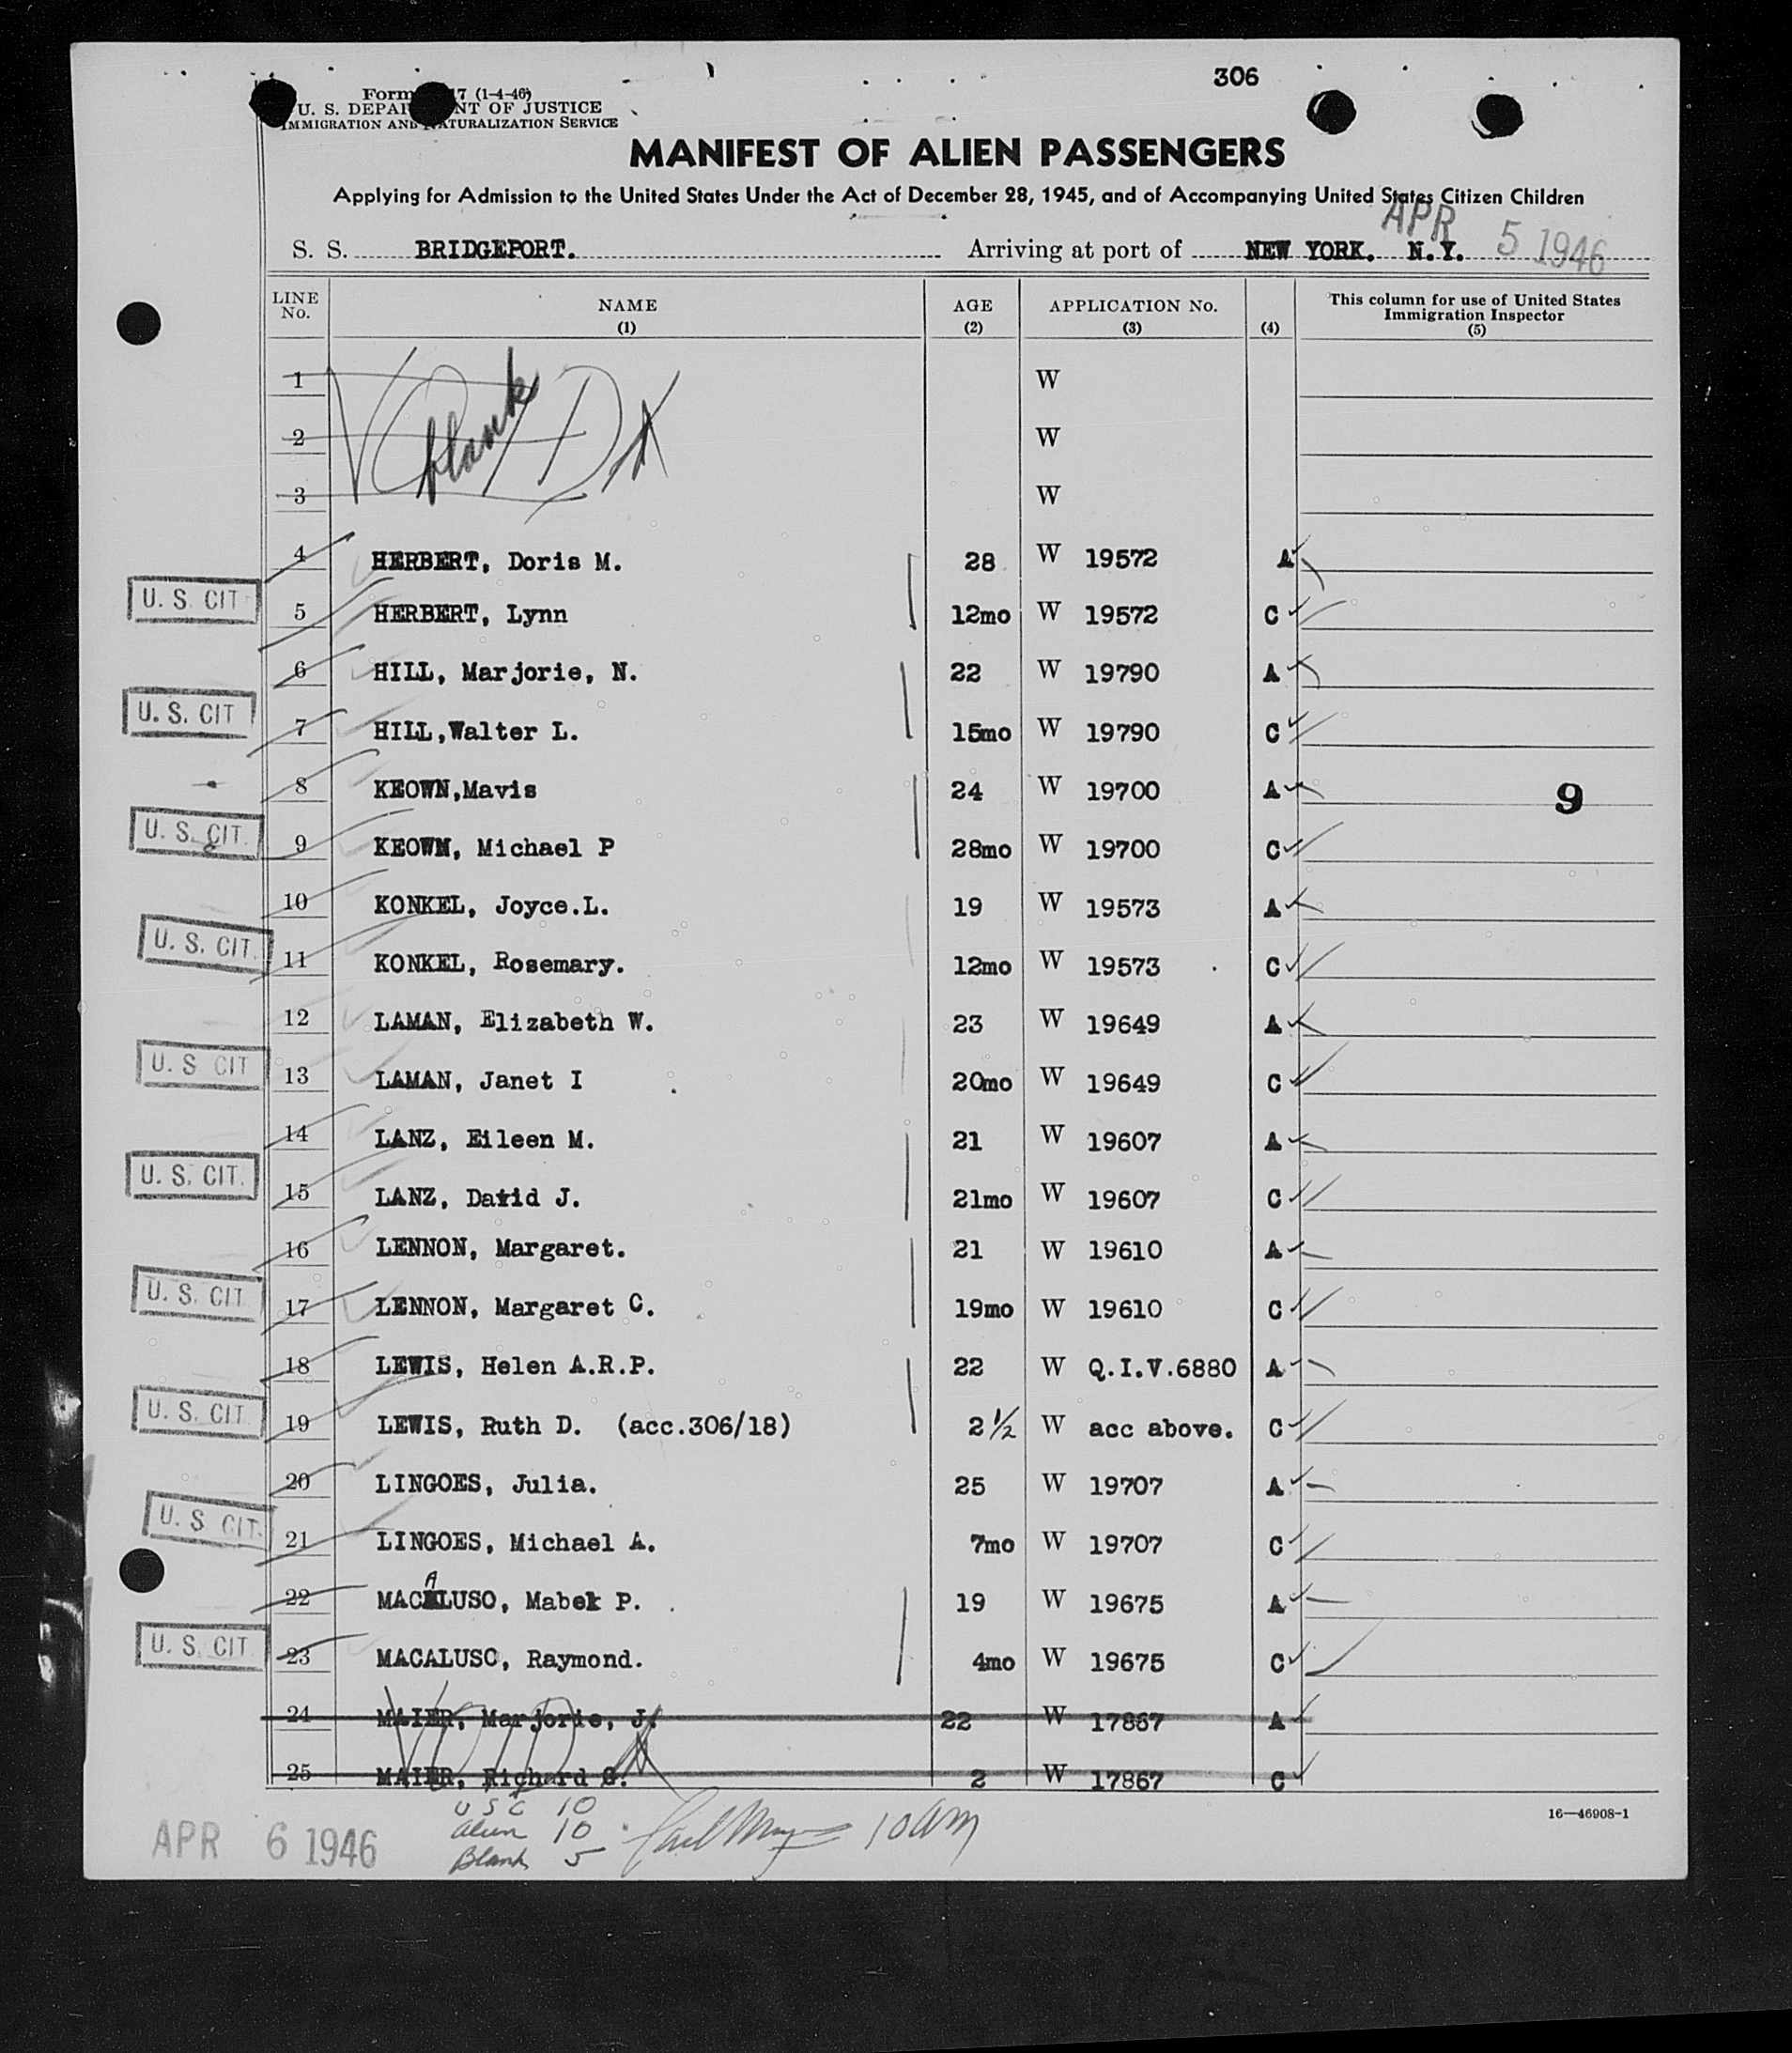 306
Form 17 (1-4-46)
U. S. DEPARTMENT OF JUSTICE
IMMIGRATION AND NATURALIZATION SERVICE
MANIFEST OF ALIEN PASSENGERS
Applying for Admission to the United States Under the Act of December 28, 1945, and of Accompanying United States Citizen Children
APR 5 1946
S. S. BRIDGEPORT. Arriving at port of NEW YORK. N.Y.
LINE No. NAME (1) AGE (2) APPLICATION No. (3) (4) This column for use of United States Immigration Inspector (5)
1 blank W
2 W
3 W
4 HERBERT, Doris M. 28 W 19572 A
U. S. CIT 5 HERBERT, Lynn 12mo W 19572 C
6 HILL, Marjorie, N. 22 W 19790 A
U. S. CIT 7 HILL,Walter L. 15mo W 19790 C
8 KEOWN,Mavis 24 W 19700 A 9
U. S. CIT. 9 KEOWN, Michael P 28mo W 19700 C
10 KONKEL, Joyce.L. 19 W 19573 A
U. S. CIT. 11 KONKEL, Rosemary. 12mo W 19573 C
12 LAMAN, Elizabeth W. 23 W 19649 A
U. S CIT 13 LAMAN, Janet I 20mo W 19649 C
14 LANZ, Eileen M. 21 W 19607 A
U. S. CIT. 15 LANZ, David J. 21mo W 19607 C
16 LENNON, Margaret. 21 W 19610 A
U. S. CIT 17 LENNON, Margaret C. 19mo W 19610 C
18 LEWIS, Helen A.R.P. 22 W Q.I.V.6880 A
U. S. CIT. 19 LEWIS, Ruth D. (acc.306/18) 2 1/2 W acc above. C
20 LINGOES, Julia. 25 W 19707 A
U. S CIT. 21 LINGOES, Michael A. 7mo W 19707 C
22 MACALUSO, Mabel P. 19 W 19675 A
U. S. CIT. 23 MACALUSO, Raymond. 4mo W 19675 C
24 MAIER, Marjorie, J. 22 W 17867 A
25 MAIER, Richard G. 2 W 17867 C
16—46908-1
USC 10
alien 10
Blank 5
10 am
APR 6 1946